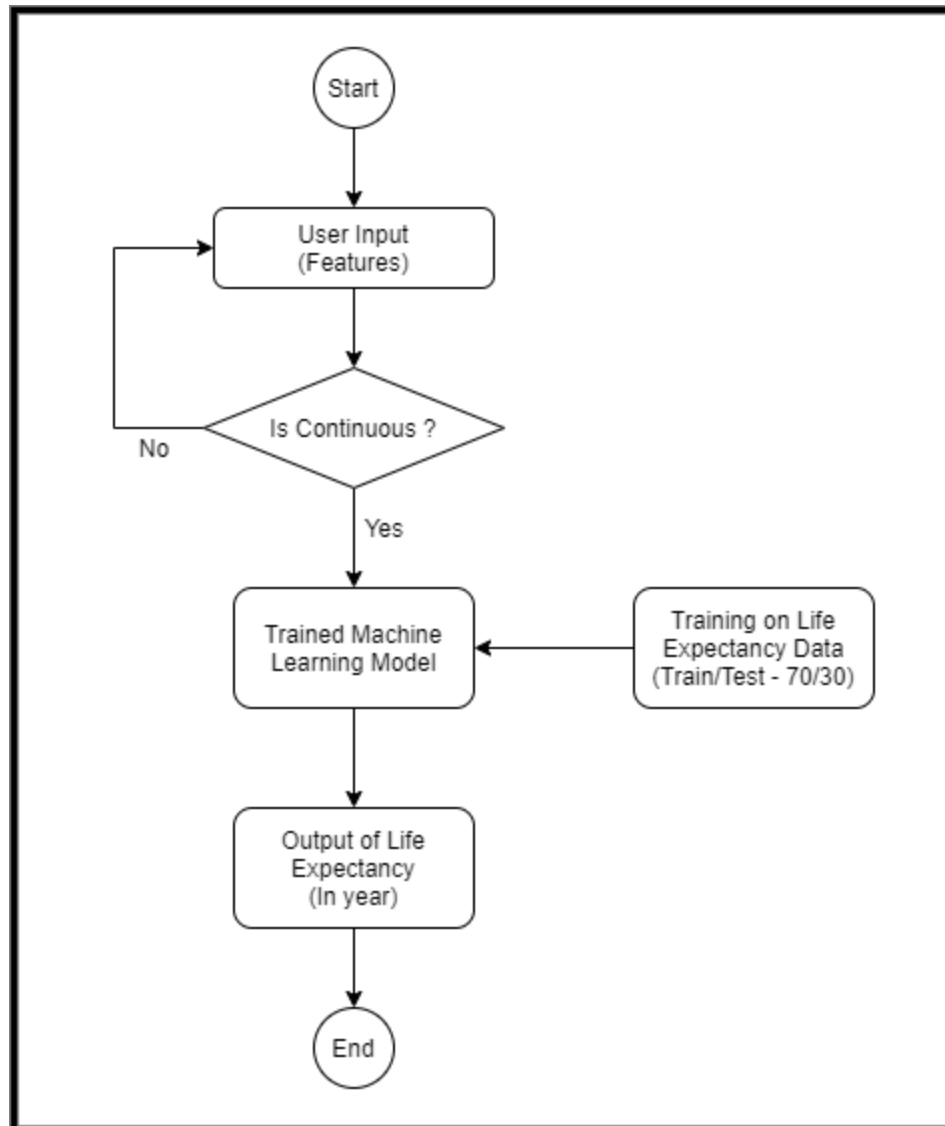 Start
User Input
(Features)
Is Continuous ?
No
Yes
Trained Machine
Learning Model
Training on Life
Expectancy Data
(Train/Test - 70/30)
Output of Life
Expectancy
(In year)
End